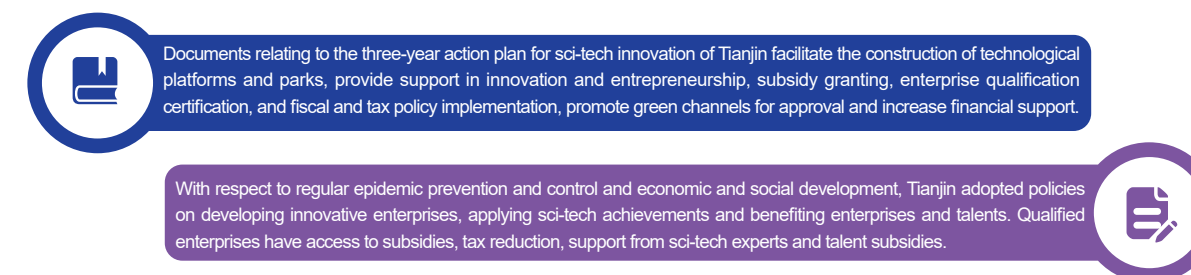 Documents relating to the three-year action plan for sci-tech innovation of Tianjin facilitate the construction of technological
platforms and parks, provide support in innovation and entrepreneurship, subsidy granting, enterprise qualification
certification, and fiscal and tax policy implementation, promote green channels for approval and increase financial support.
With respect to regular epidemic prevention and control and economic and social development, Tianjin adopted policies
on developing innovative enterprises, applying sci-tech achievements and benefiting enterprises and talents. Qualified
enterprises have access to subsidies, tax reduction, support from sci-tech experts and talent subsidies.